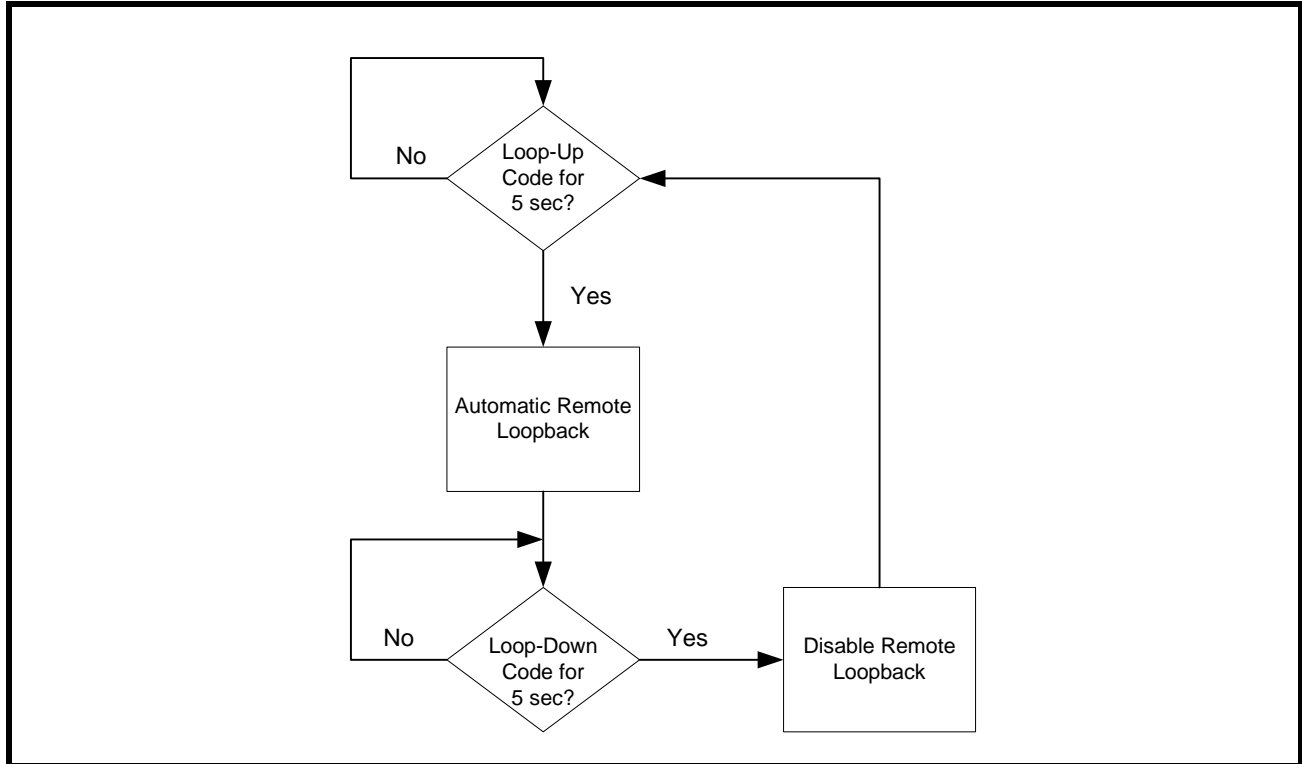 No
Loop-Up
Code for
5 sec?
Yes
Automatic Remote
Loopback
No
Loop-Down
Code for
5 sec?
Yes
Disable Remote
Loopback